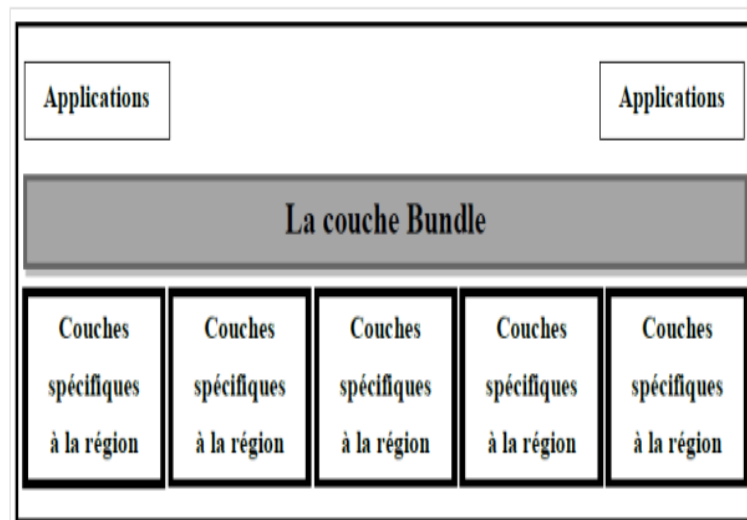 Applications
Applications
La couche Bundle
Couches
spécifiques
à la région
Couches
spécifiques
à la région
Couches
spécifiques
à la région
Couches
spécifiques
à la région
Couches
spécifiques
à la région